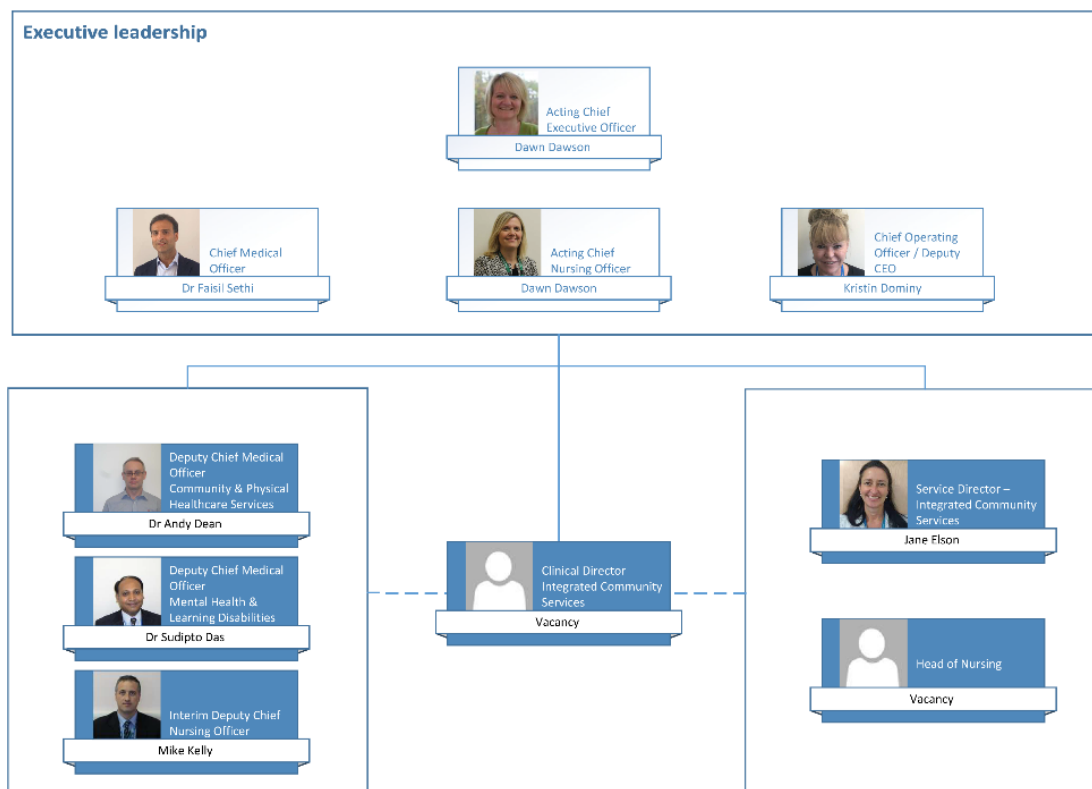 Executive leadership
Acting Chief
Executive Officer
Dawn Dawson
Chief Medical
Officer
Dr Faisil Sethi
Acting Chief
Nursing Officer
Dawn Dawson
Chief Operating
Officer / Deputy
CEO
Kristin Dominy
Deputy Chief Medical
Officer
Community & Physical
Healthcare Services
Dr Andy Dean
Deputy Chief Medical
Officer
Mental Health &
Learning Disabilities
Dr Sudipto Das
Interim Deputy Chief
Nursing Officer
Mike Kelly
Clinical Director
Integrated Community
Services
Vacancy
Service Director –
Integrated Community
Services
Jane Elson
Head of Nursing
Vacancy